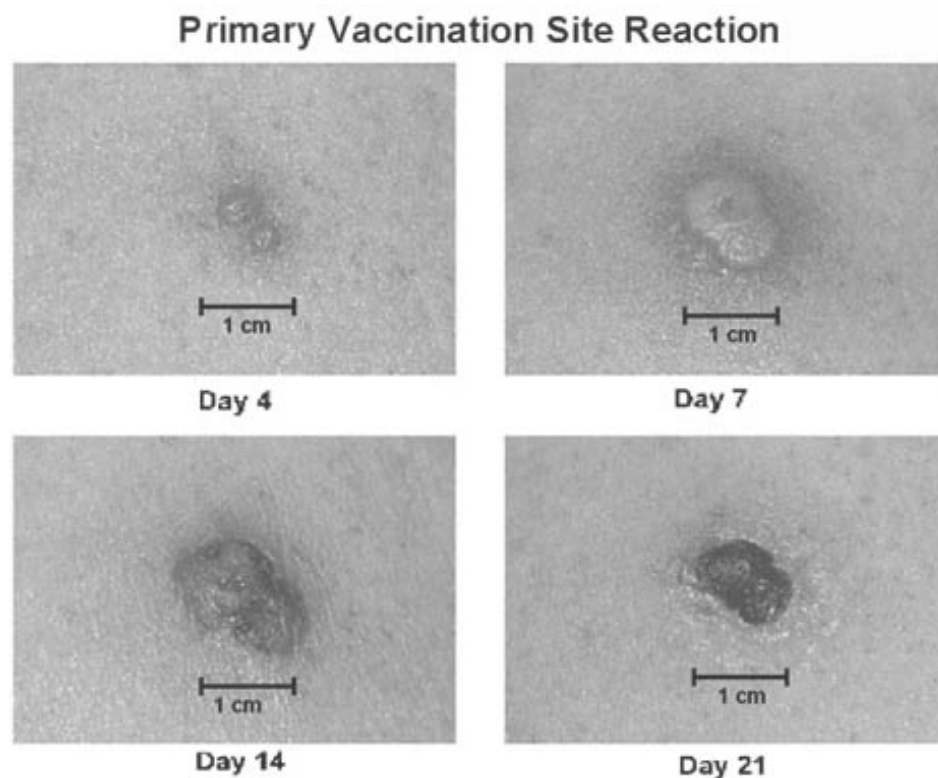 Primary Vaccination Site Reaction
1 cm
1 cm
Day 4
Day 7
1 cm
1 cm
Day 14
Day 21